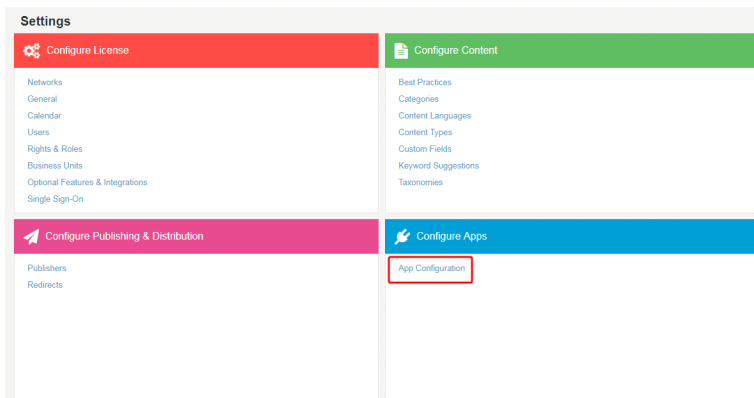 Settings
Configure License
Networks
General
Calendar
Users
Rights & Roles
Business Units
Optional Features & Integrations
Single Sign-On
Configure Content
Best Practices
Categories
Content Languages
Content Types
Custom Fields
Keyword Suggestions
Taxonomies
Configure Publishing & Distribution
Publishers
Redirects
Configure Apps
App Configuration